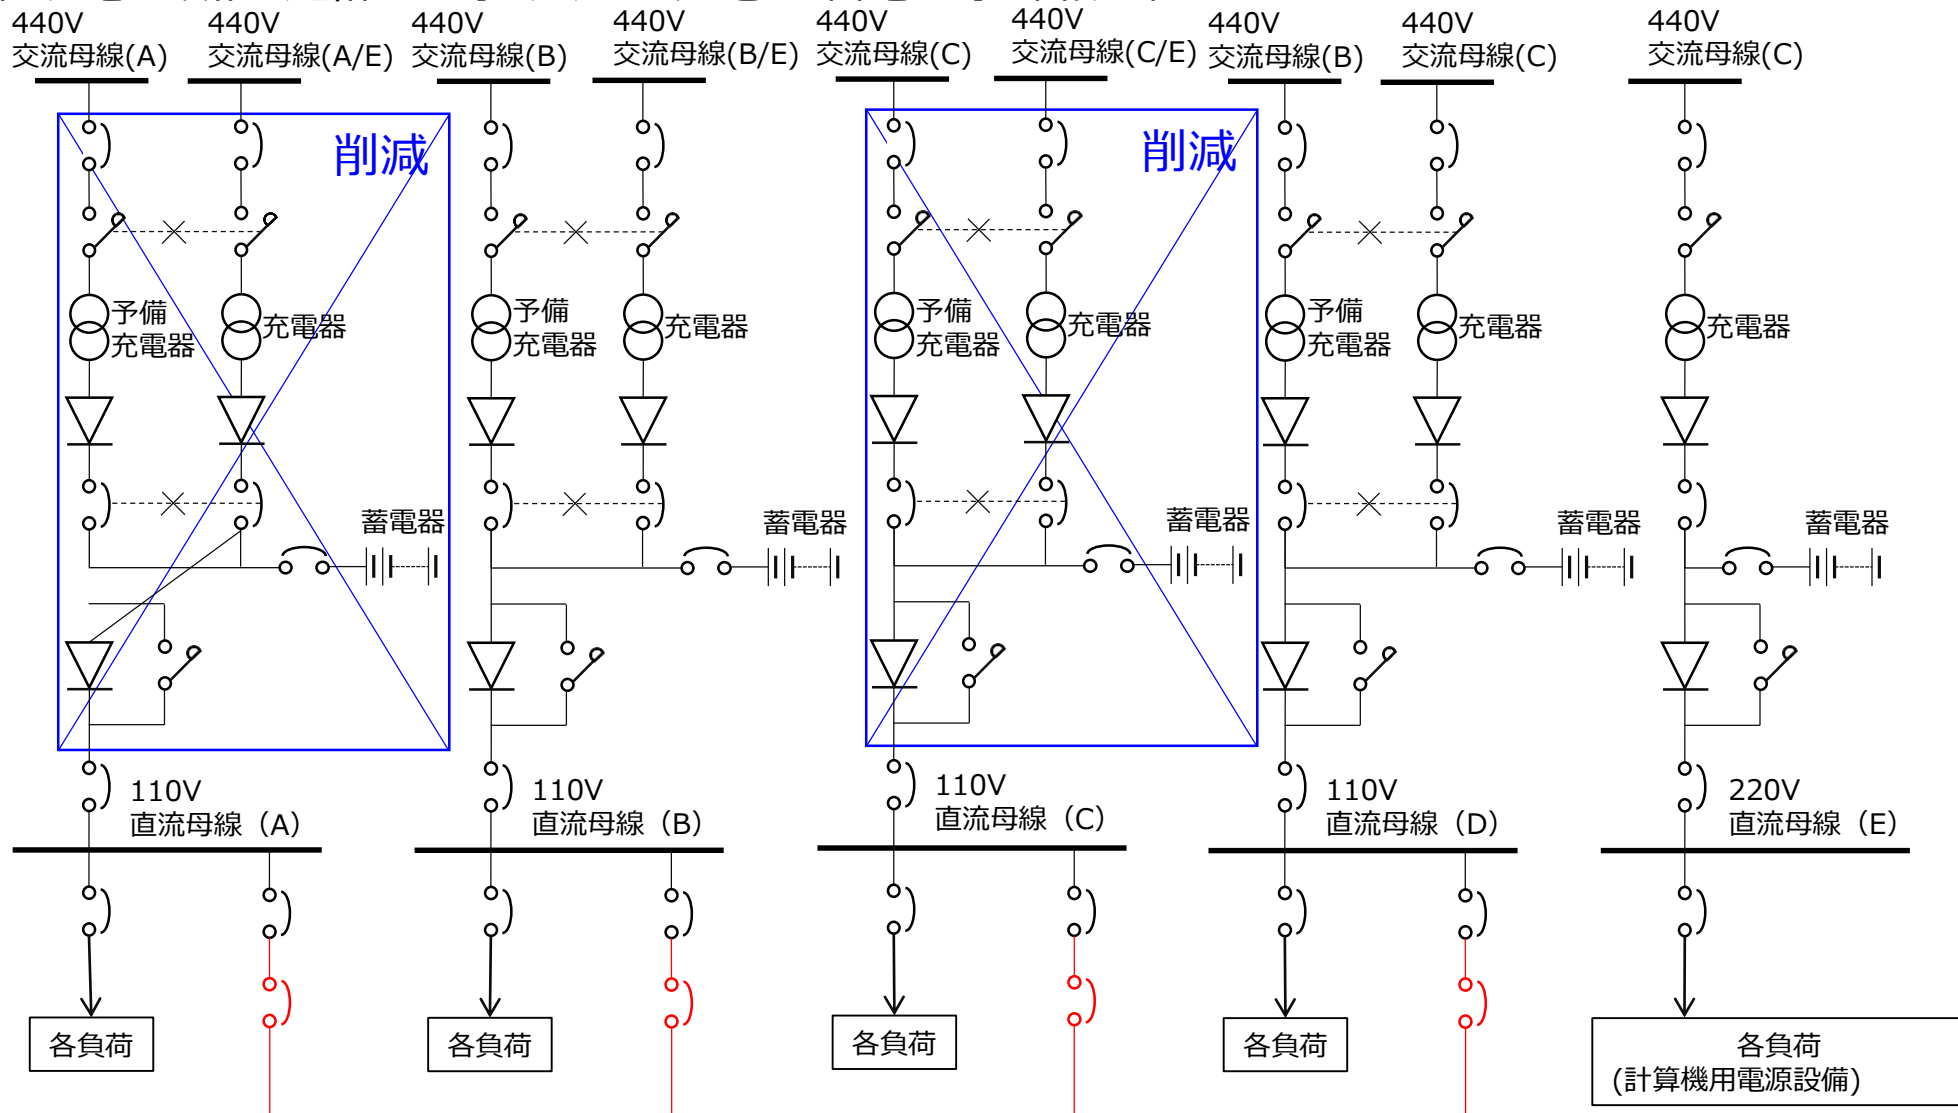 440V
交流母線(A)
440V
交流母線(A/E)
440V
交流母線(B)
440V
交流母線(B/E)
440V
交流母線(C)
440V
交流母線(C/E)
440V
交流母線(B)
440V
交流母線(C)
440V
交流母線(C)
削減
削減
予備
充電器
充電器
予備
充電器
充電器
予備
充電器
充電器
予備
充電器
充電器
充電器
蓄電器
蓄電器
蓄電器
蓄電器
蓄電器
110V
直流母線（A）
110V
直流母線（B）
110V
直流母線（C）
110V
直流母線（D）
220V
直流母線（E）
各負荷
各負荷
各負荷
各負荷
各負荷
(計算機用電源設備)